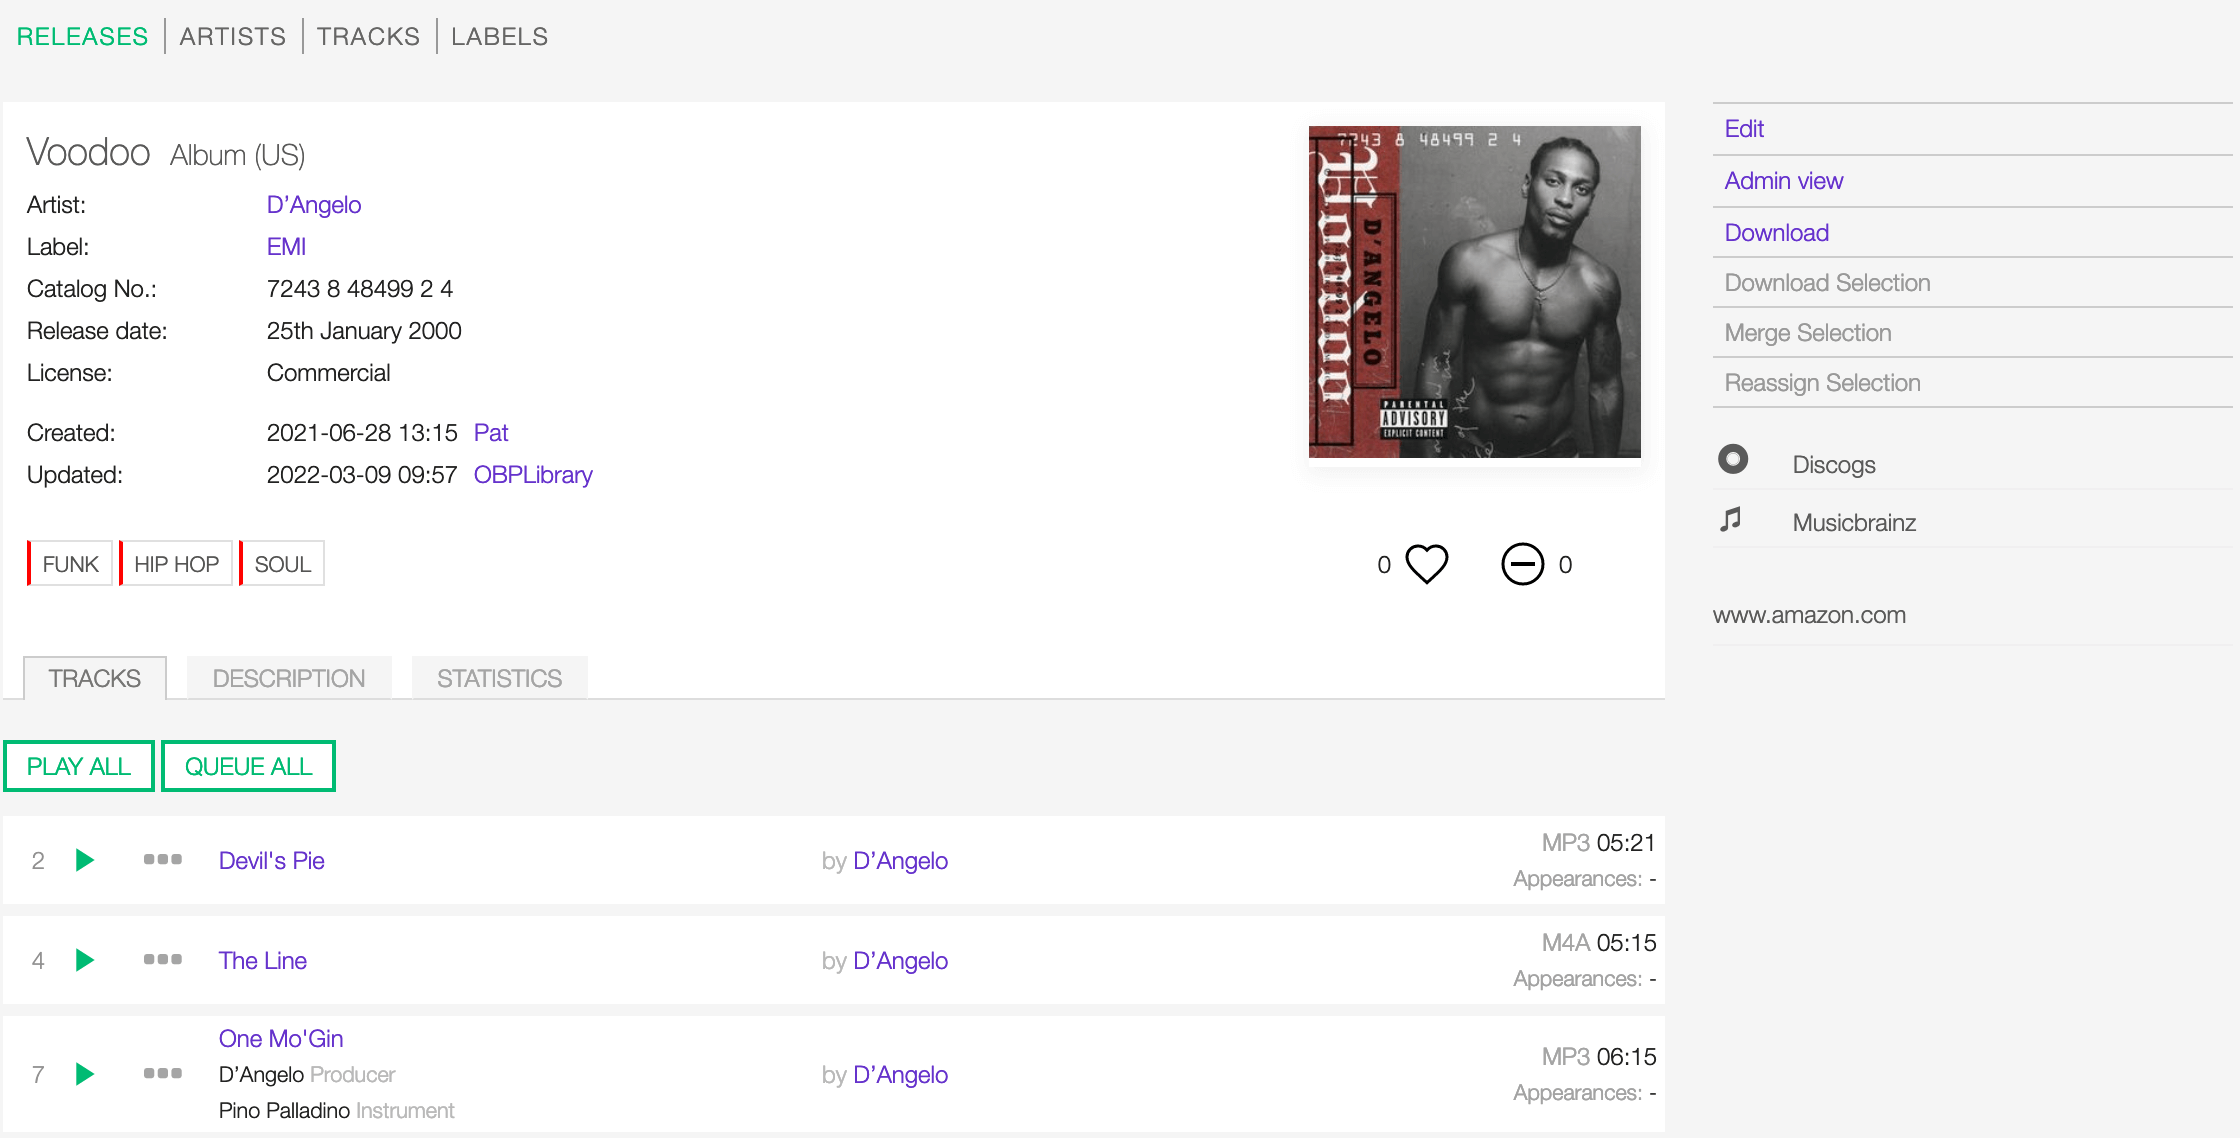 RELEASES ARTISTS TRACKS LABELS
Voodoo Album (US)
Artist: D’Angelo
Label: EMI
Catalog No.: 7243 8 48499 2 4
Release date: 25th January 2000
License: Commercial
Created: 2021-06-28 13:15 Pat
Updated: 2022-03-09 09:57 OBPLibrary
FUNK HIP HOP SOUL
7243 8 48499 2 4
Voodoo
D'ANGELO
PARENTAL
ADVISORY
EXPLICIT CONTENT
0 0
TRACKS DESCRIPTION STATISTICS
PLAY ALL QUEUE ALL
2 Devil's Pie by D’Angelo MP3 05:21
Appearances: -
4 The Line by D’Angelo M4A 05:15
Appearances: -
One Mo'Gin
7 D’Angelo Producer by D’Angelo MP3 06:15
Pino Palladino Instrument Appearances: -
Edit
Admin view
Download
Download Selection
Merge Selection
Reassign Selection
Discogs
Musicbrainz
www.amazon.com